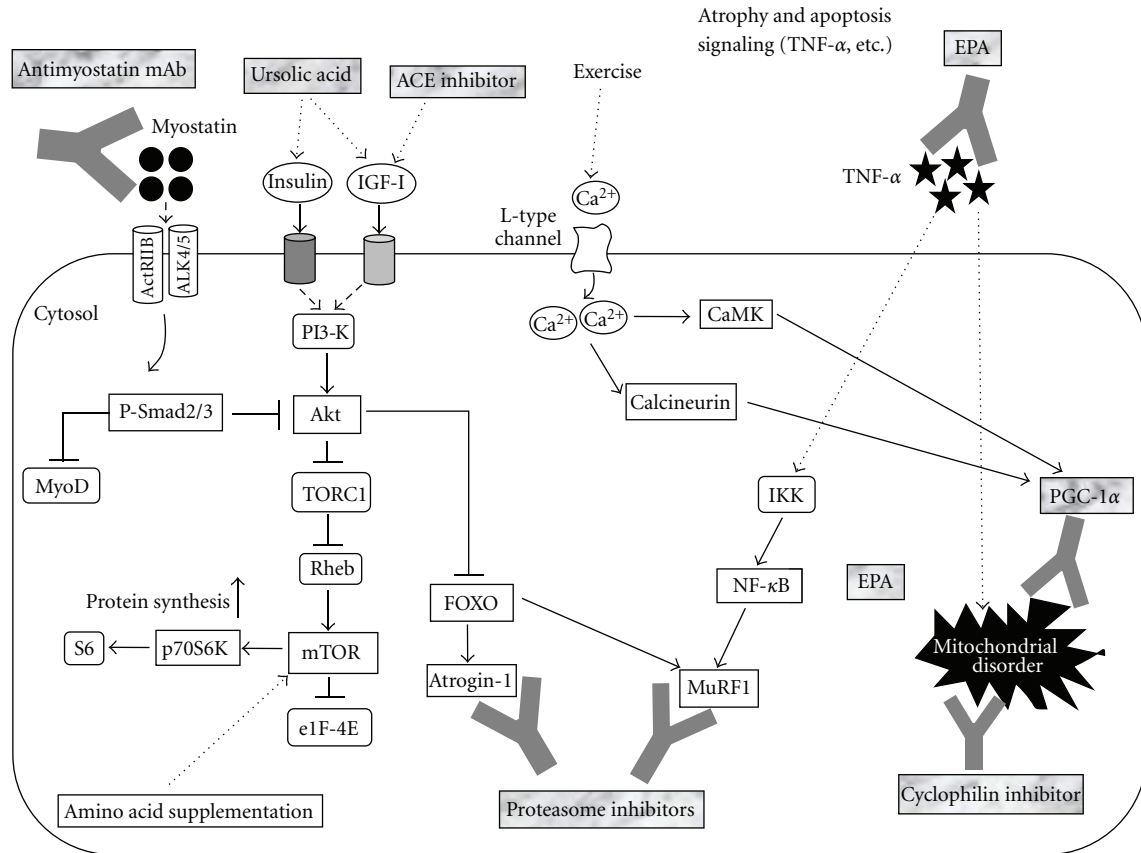 Atrophy and apoptosis
signaling (TNF-α, etc.)
EPA
Antimyostatin mAb
Ursolic acid
ACE inhibitor
Exercise
Myostatin
Insulin
IGF-I
Ca2+
TNF-α
L-type
channel
ActRIIB
ALK4/5
Cytosol
PI3-K
Ca2+
Ca2+
CaMK
P-Smad2/3
Akt
Calcineurin
MyoD
TORC1
IKK
PGC-1α
Rheb
NF-κB
EPA
Protein synthesis
FOXO
S6
p70S6K
mTOR
Atrogin-1
MuRF1
Mitochondrial
disorder
e1F-4E
Amino acid supplementation
Proteasome inhibitors
Cyclophilin inhibitor